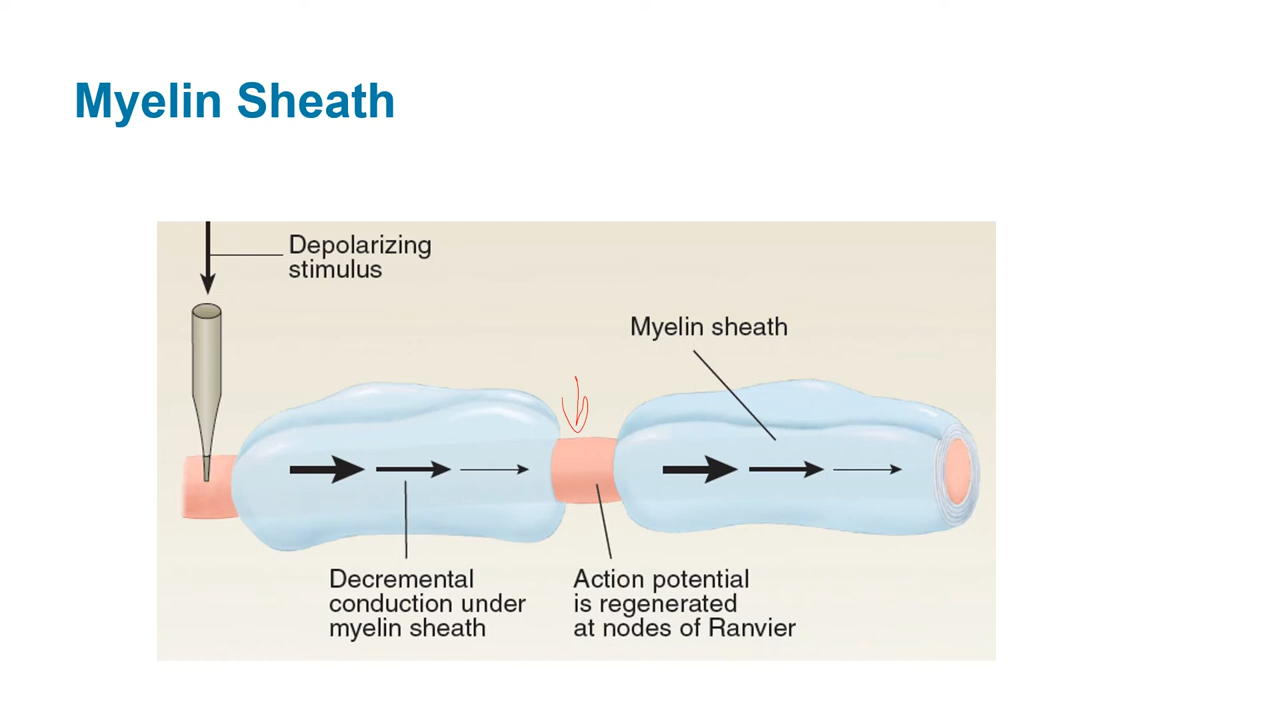 Myelin Sheath
Depolarizing
stimulus
Myelin sheath
Decremental
conduction under
myelin sheath
Action potential
is regenerated
at nodes of Ranvier